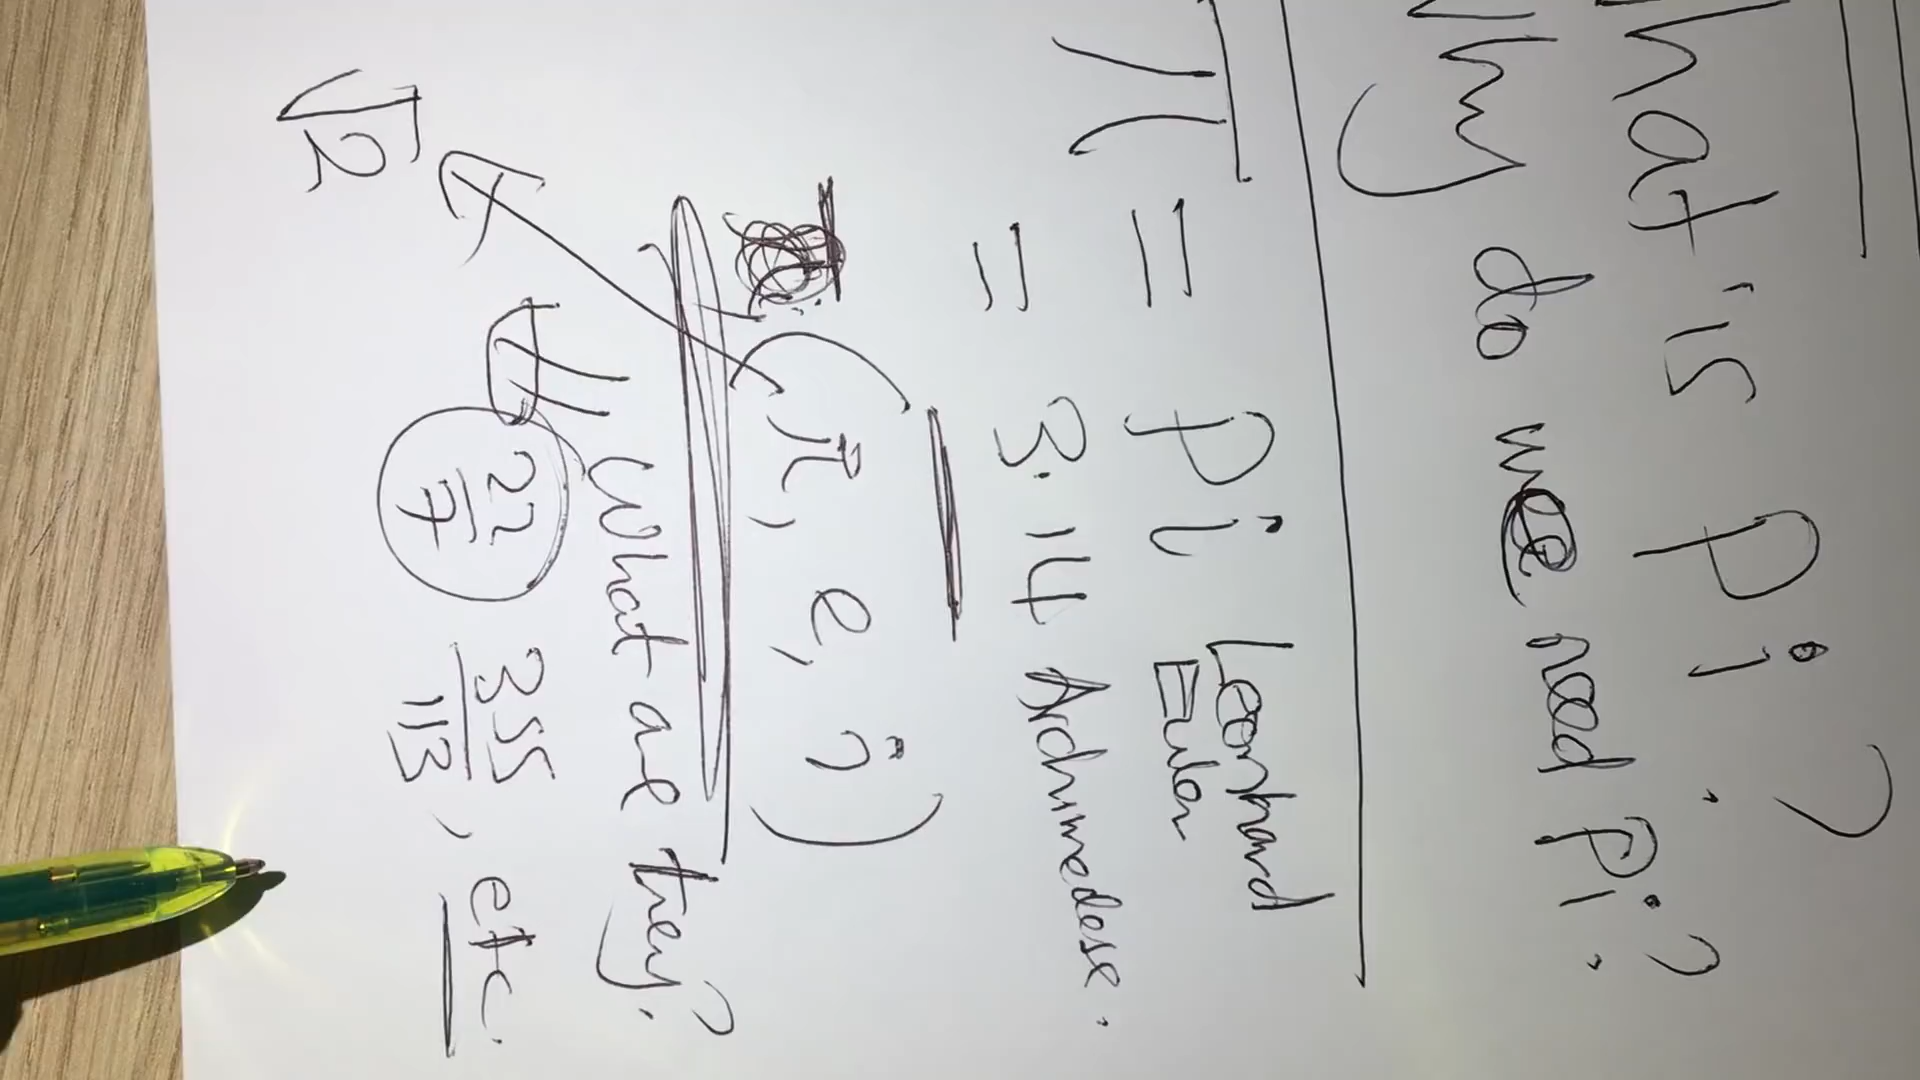 What is Pi?
Why do we need Pi?
π = Pi Leonhard Euler
= 3.14 Archimedese.
(π, e, i)
What are they?
√2
22/7 355/113, etc.